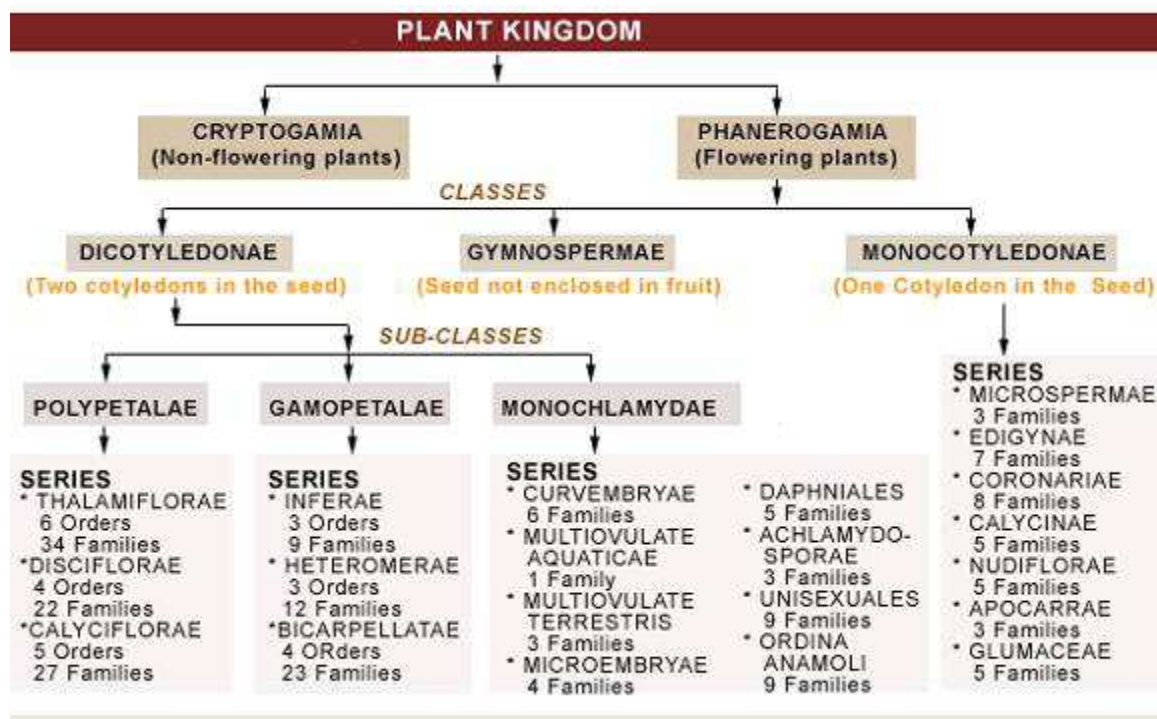 PLANT KINGDOM
CRYPTOGAMIA
(Non-flowering plants)
PHANEROGAMIA
(Flowering plants)
CLASSES
DICOTYLEDONAE
(Two cotyledons in the seed)
GYMNOSPERMAE
(Seed not enclosed in fruit)
MONOCOTYLEDONAE
(One Cotyledon in the Seed)
SUB-CLASSES
POLYPETALAE
GAMOPETALAE
MONOCHLAMYDAE
SERIES
* THALAMIFLORAE
6 Orders
34 Families
*DISCIFLORAE
4 Orders
22 Families
*CALYCIFLORAE
5 Orders
27 Families
SERIES
* INFERAE
3 Orders
9 Families
* HETEROMERAE
3 Orders
12 Families
*BICARPELLATAE
4 ORders
23 Families
SERIES
* CURVEMBRYAE
6 Families
* MULTIOVULATE
AQUATICAE
1 Family
* MULTIOVULATE
TERRESTRIS
3 Families
* MICROEMBRYAE
4 Families
* DAPHNIALES
5 Families
* ACHLAMYDO-
SPORAE
3 Families
* UNISEXUALES
9 Families
* ORDINA
ANAMOLI
9 Families
SERIES
* MICROSPERMAE
3 Families
* EDIGYNAE
7 Families
* CORONARIAE
8 Families
* CALYCINAE
5 Families
* NUDIFLORAE
5 Families
* APOCARRAE
3 Families
* GLUMACEAE
5 Families